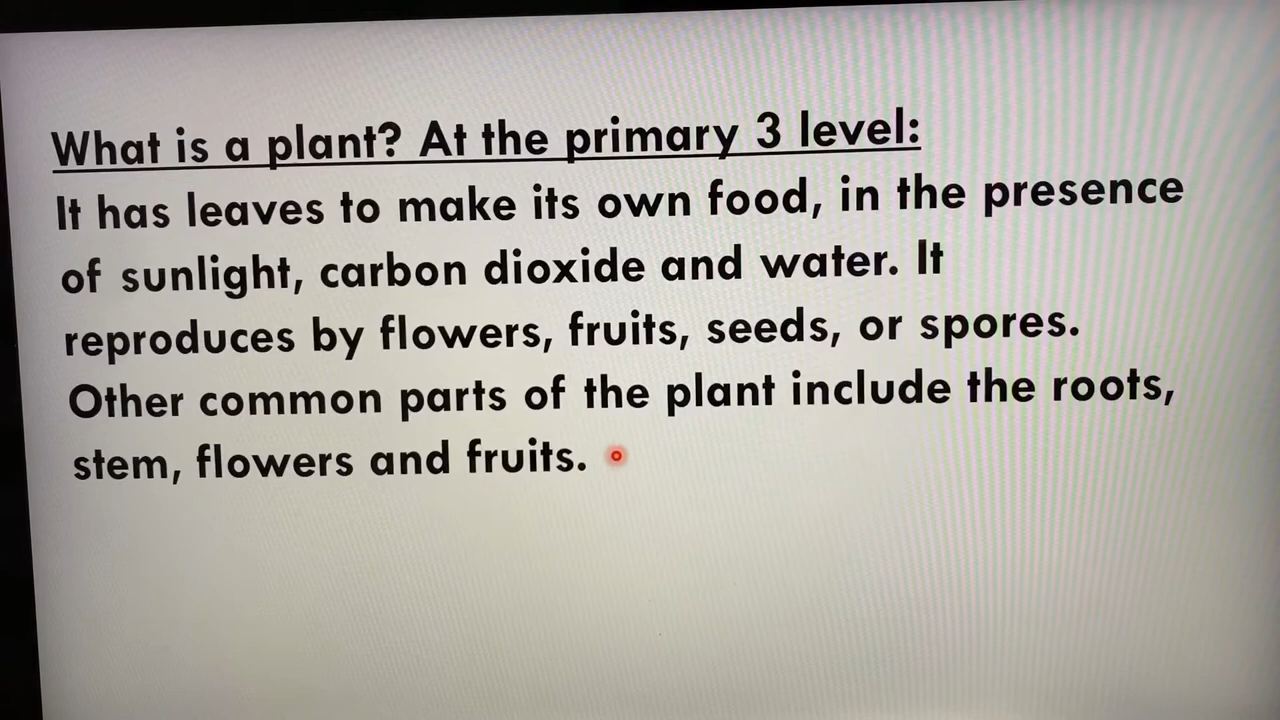 What is a plant? At the primary 3 level:
It has leaves to make its own food, in the presence
of sunlight, carbon dioxide and water. It
reproduces by flowers, fruits, seeds, or spores.
Other common parts of the plant include the roots,
stem, flowers and fruits.